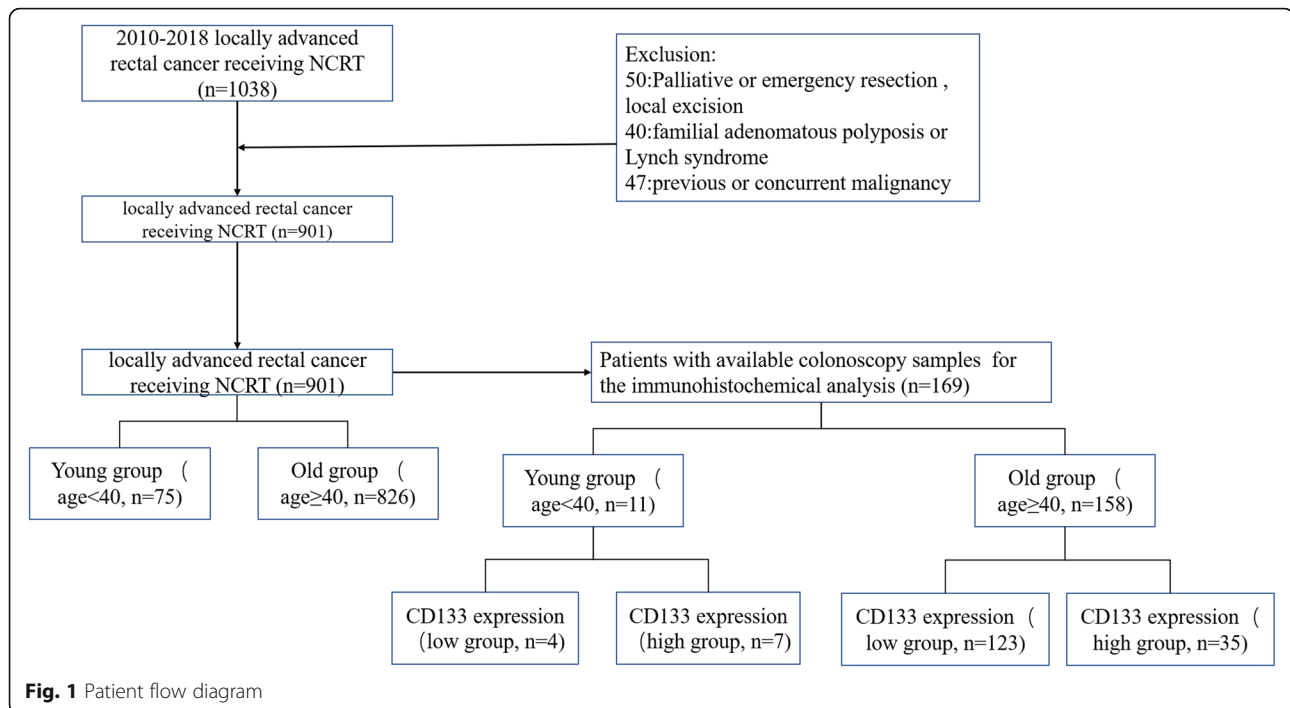 2010-2018 locally advanced
rectal cancer receiving NCRT
(n=1038)
Exclusion:
50:Palliative or emergency resection ,
local excision
40:familial adenomatous polyposis or
Lynch syndrome
47:previous or concurrent malignancy
locally advanced rectal cancer
receiving NCRT (n=901)
locally advanced rectal cancer
receiving NCRT (n=901)
Patients with available colonoscopy samples for
the immunohistochemical analysis (n=169)
Young group （
age<40, n=75)
Old group （
age≥40, n=826)
Young group （
age<40, n=11)
Old group （
age≥40, n=158)
CD133 expression
（low group, n=4)
CD133 expression
（high group, n=7)
CD133 expression （
low group, n=123)
CD133 expression （
high group, n=35)
Fig. 1 Patient flow diagram